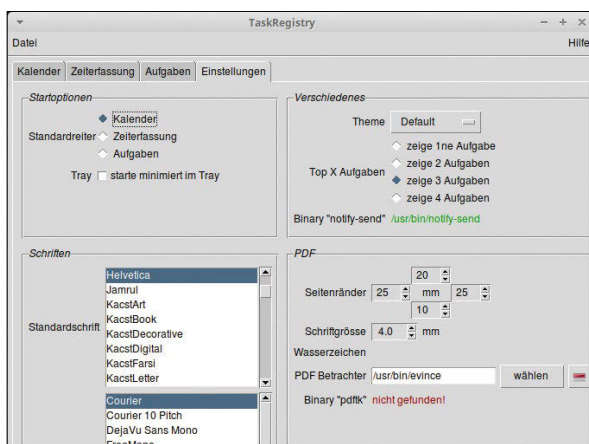 TaskRegistry
Datei
Hilfe
Kalender Zeiterfassung Aufgaben Einstellungen
Startoptionen
Standardreiter
Kalender
Zeiterfassung
Aufgaben
Tray starte minimiert im Tray
Verschiedenes
Theme Default
Top X Aufgaben
zeige 1ne Aufgabe
zeige 2 Aufgaben
zeige 3 Aufgaben
zeige 4 Aufgaben
Binary "notify-send" /usr/bin/notify-send
Schriften
Standardschrift
Helvetica
Jamrul
KacstArt
KacstBook
KacstDecorative
KacstDigital
KacstFarsi
KacstLetter
Courier
Courier 10 Pitch
DejaVu Sans Mono
FreeMono
PDF
20
Seitenränder 25 mm 25
10
Schriftgrösse 4.0 mm
Wasserzeichen
PDF Betrachter /usr/bin/evince wählen
Binary "pdftk" nicht gefunden!